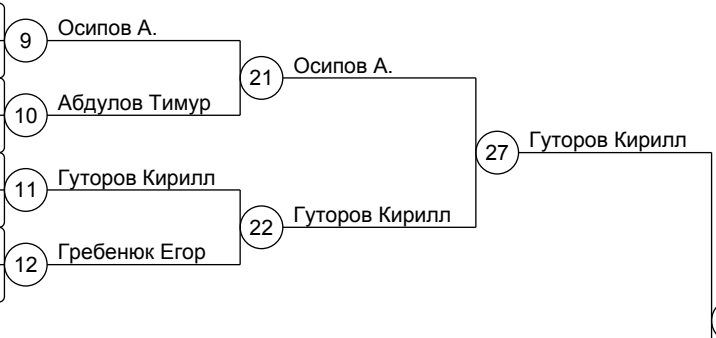 9
Осипов А.
21
Осипов А.
10
Абдулов Тимур
27
Гуторов Кирилл
11
Гуторов Кирилл
22
Гуторов Кирилл
12
Гребенюк Егор